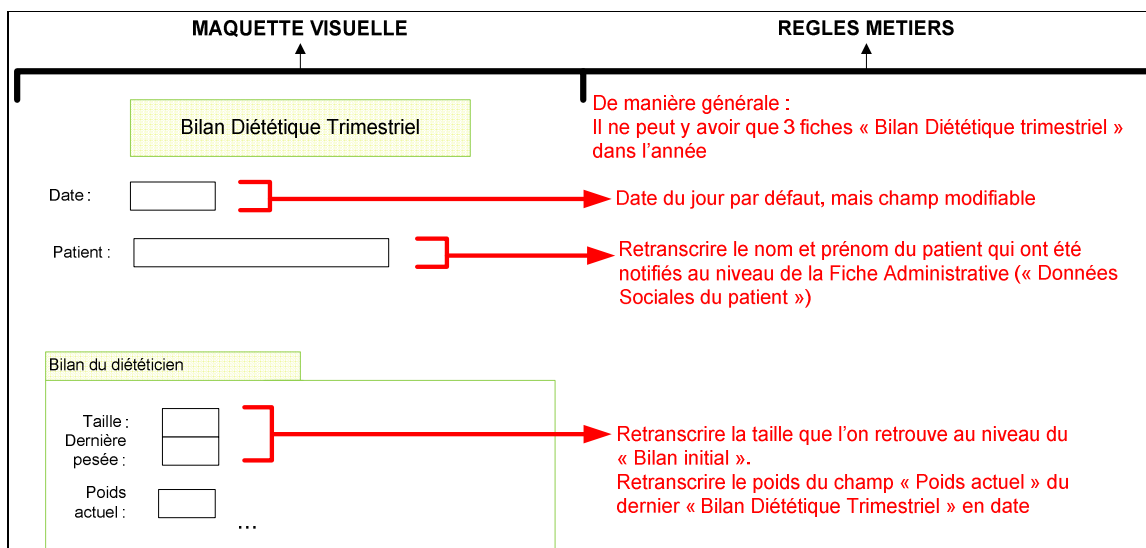 MAQUETTE VISUELLE
REGLES METIERS
Bilan Diététique Trimestriel
De manière générale :
Il ne peut y avoir que 3 fiches « Bilan Diététique trimestriel »
dans l'année
Date :
Date du jour par défaut, mais champ modifiable
Patient :
Retranscrire le nom et prénom du patient qui ont été
notifiés au niveau de la Fiche Administrative (« Données
Sociales du patient »)
Bilan du diététicien
Taille :
Dernière
pesée :
Retranscrire la taille que l'on retrouve au niveau du
« Bilan initial ».
Retranscrire le poids du champ « Poids actuel » du
dernier « Bilan Diététique Trimestriel » en date
Poids
actuel :
...